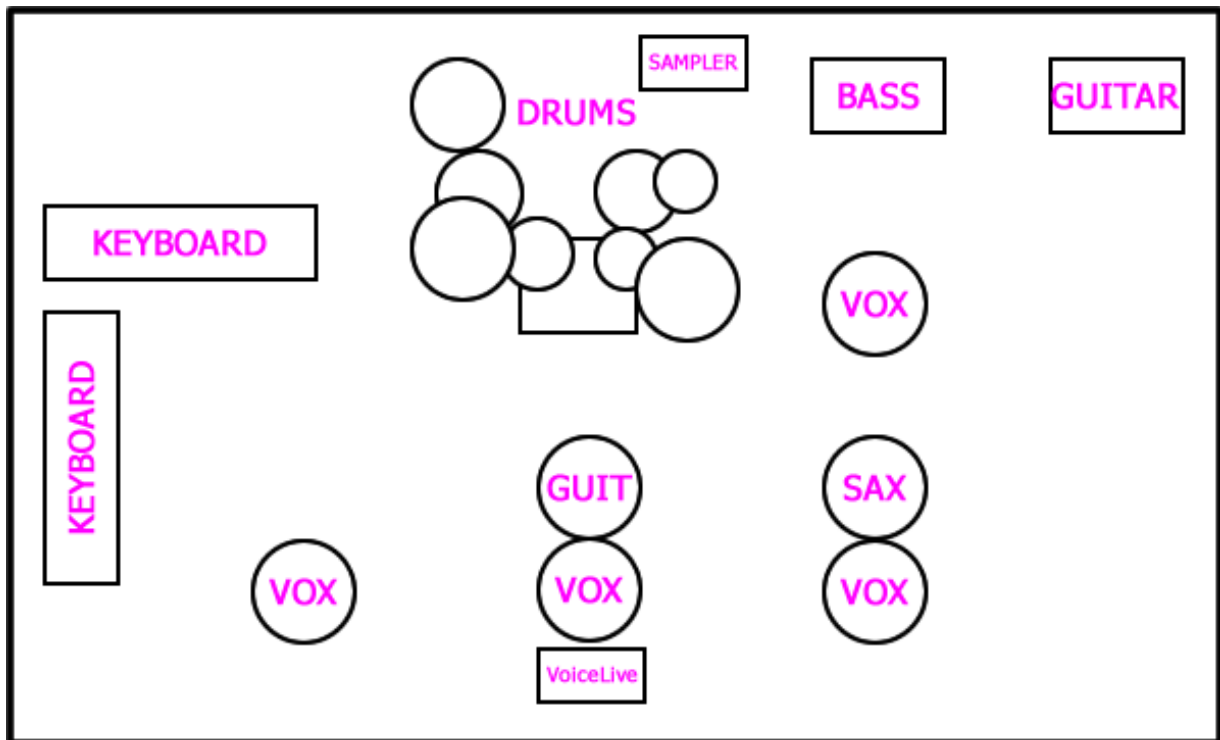 SAMPLER
DRUMS
BASS
GUITAR
KEYBOARD
VOX
KEYBOARD
GUIT
SAX
VOX
VOX
VOX
VoiceLive